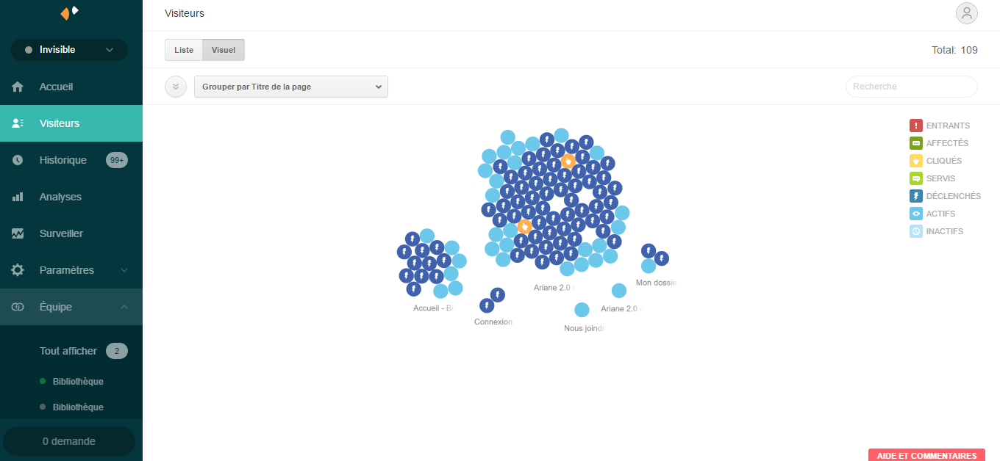 Visiteurs
Invisible
Liste
Visuel
Total: 109
Accueil
Grouper par Titre de la page
Recherche
Visiteurs
ENTRANTS
AFFECTÉS
Historique
99+
CLIQUÉS
SERVIS
Analyses
DÉCLENCHÉS
ACTIFS
Surveiller
INACTIFS
Paramètres
Mon dossie
Ariane 2.0
Équipe
Accueil - Bi
Ariane 2.0
Connexion
Nous joind
Tout afficher
2
Bibliothèque
Bibliothèque
0 demande
AIDE ET COMMENTAIRES